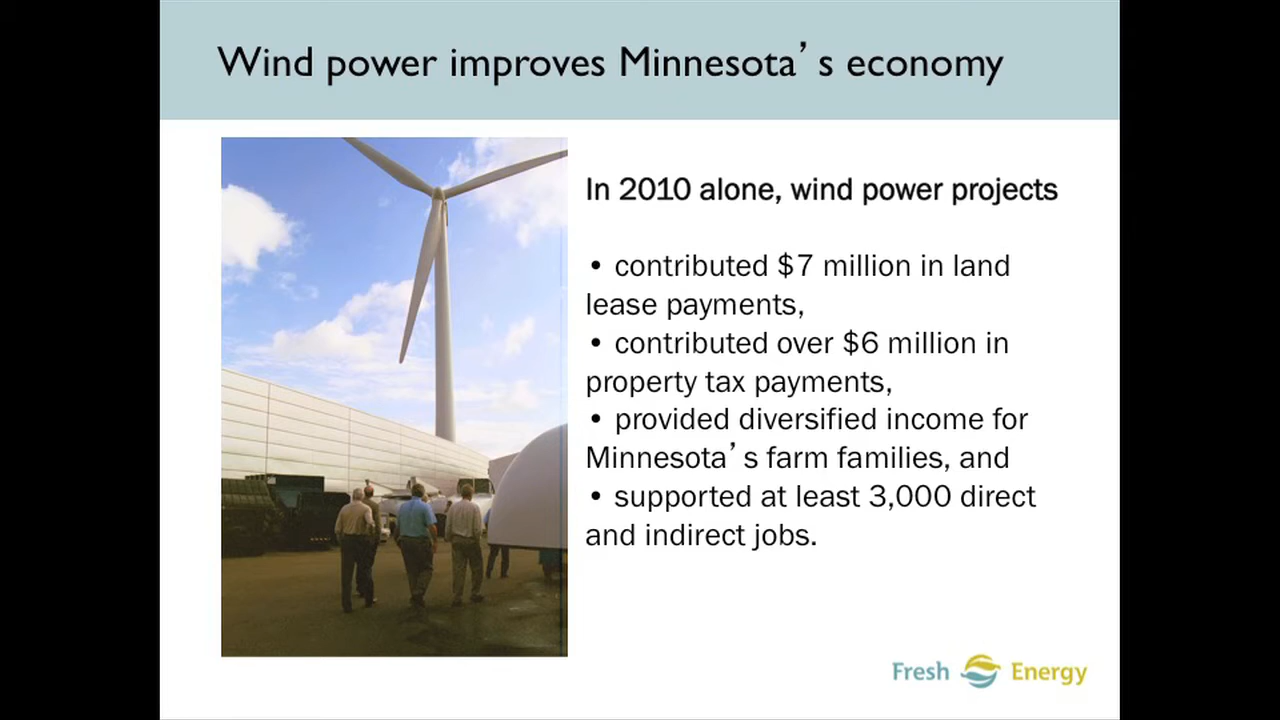 Wind power improves Minnesota’s economy
In 2010 alone, wind power projects
• contributed $7 million in land
lease payments,
• contributed over $6 million in
property tax payments,
• provided diversified income for
Minnesota’s farm families, and
• supported at least 3,000 direct
and indirect jobs.
Fresh Energy